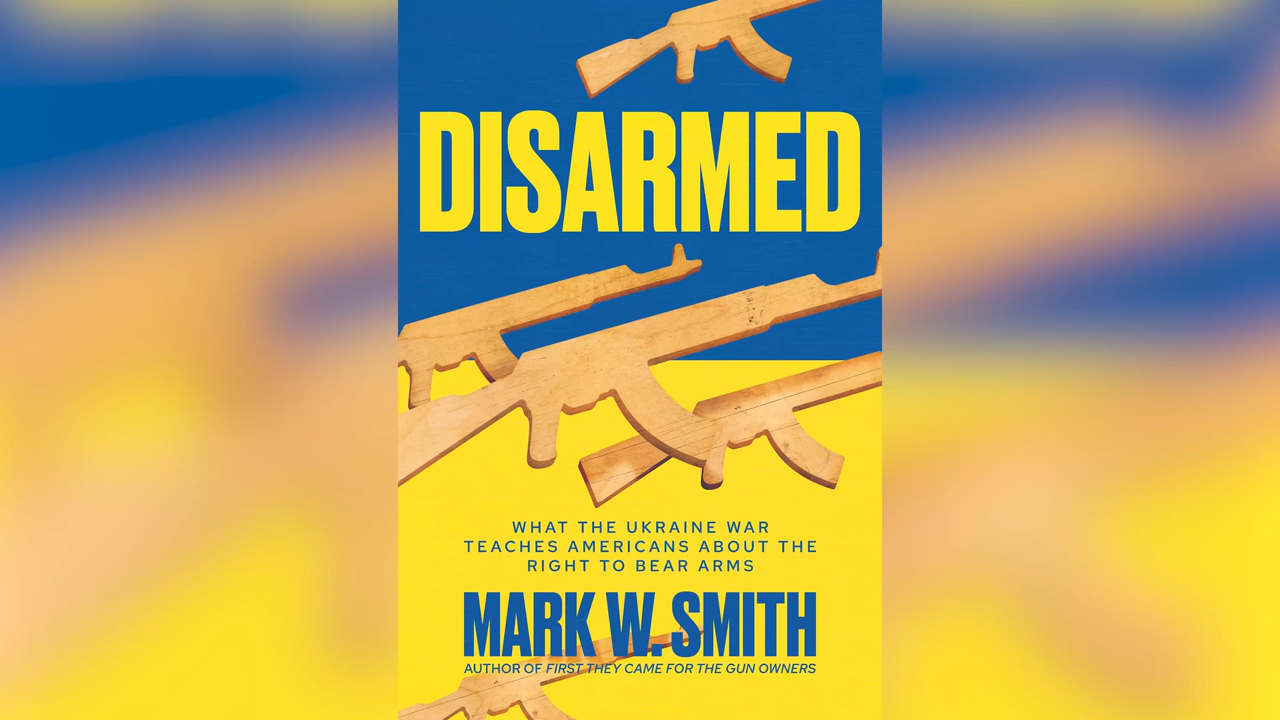 DISARMED
WHAT THE UKRAINE WAR
TEACHES AMERICANS ABOUT THE
RIGHT TO BEAR ARMS
MARK W. SMITH
AUTHOR OF FIRST THEY CAME FOR THE GUN OWNERS